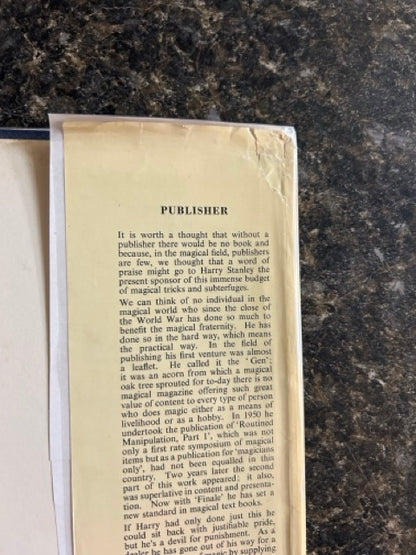 PUBLISHER
It is worth a thought that without a
publisher there would be no book and
because, in the magical field, publishers
are few, we thought that a word of
praise might go to Harry Stanley the
present sponsor of this immense budget
of magical tricks and subterfuges.
We can think of no individual in the
magical world who since the close of
the World War has done so much to
benefit the magical fraternity. He has
done so in the hard way, which means
the practical way. In the field of
publishing his first venture was almost
a leaflet. He called it the 'Gen';
it was an acorn from which a magical
oak tree sprouted for to-day there is no
magical magazine offering such great
value of content to every type of person
who does magic either as a means of
livelihood or as a hobby. In 1950 he
undertook the publication of 'Routined
Manipulation, Part I', which was not
only a first rate symposium of magical
items but as a publication for 'magicians
only', had not been equalled in this
country. Two years later the second
part of this work appeared; it also,
was superlative in content and presenta-
tion. Now with 'Finale' he has set a
new standard in magical text books.
If Harry had only done just this he
could sit back with justifiable pride,
but he's a devil for punishment. As a
dealer he has gone out of his way for a
by supplying